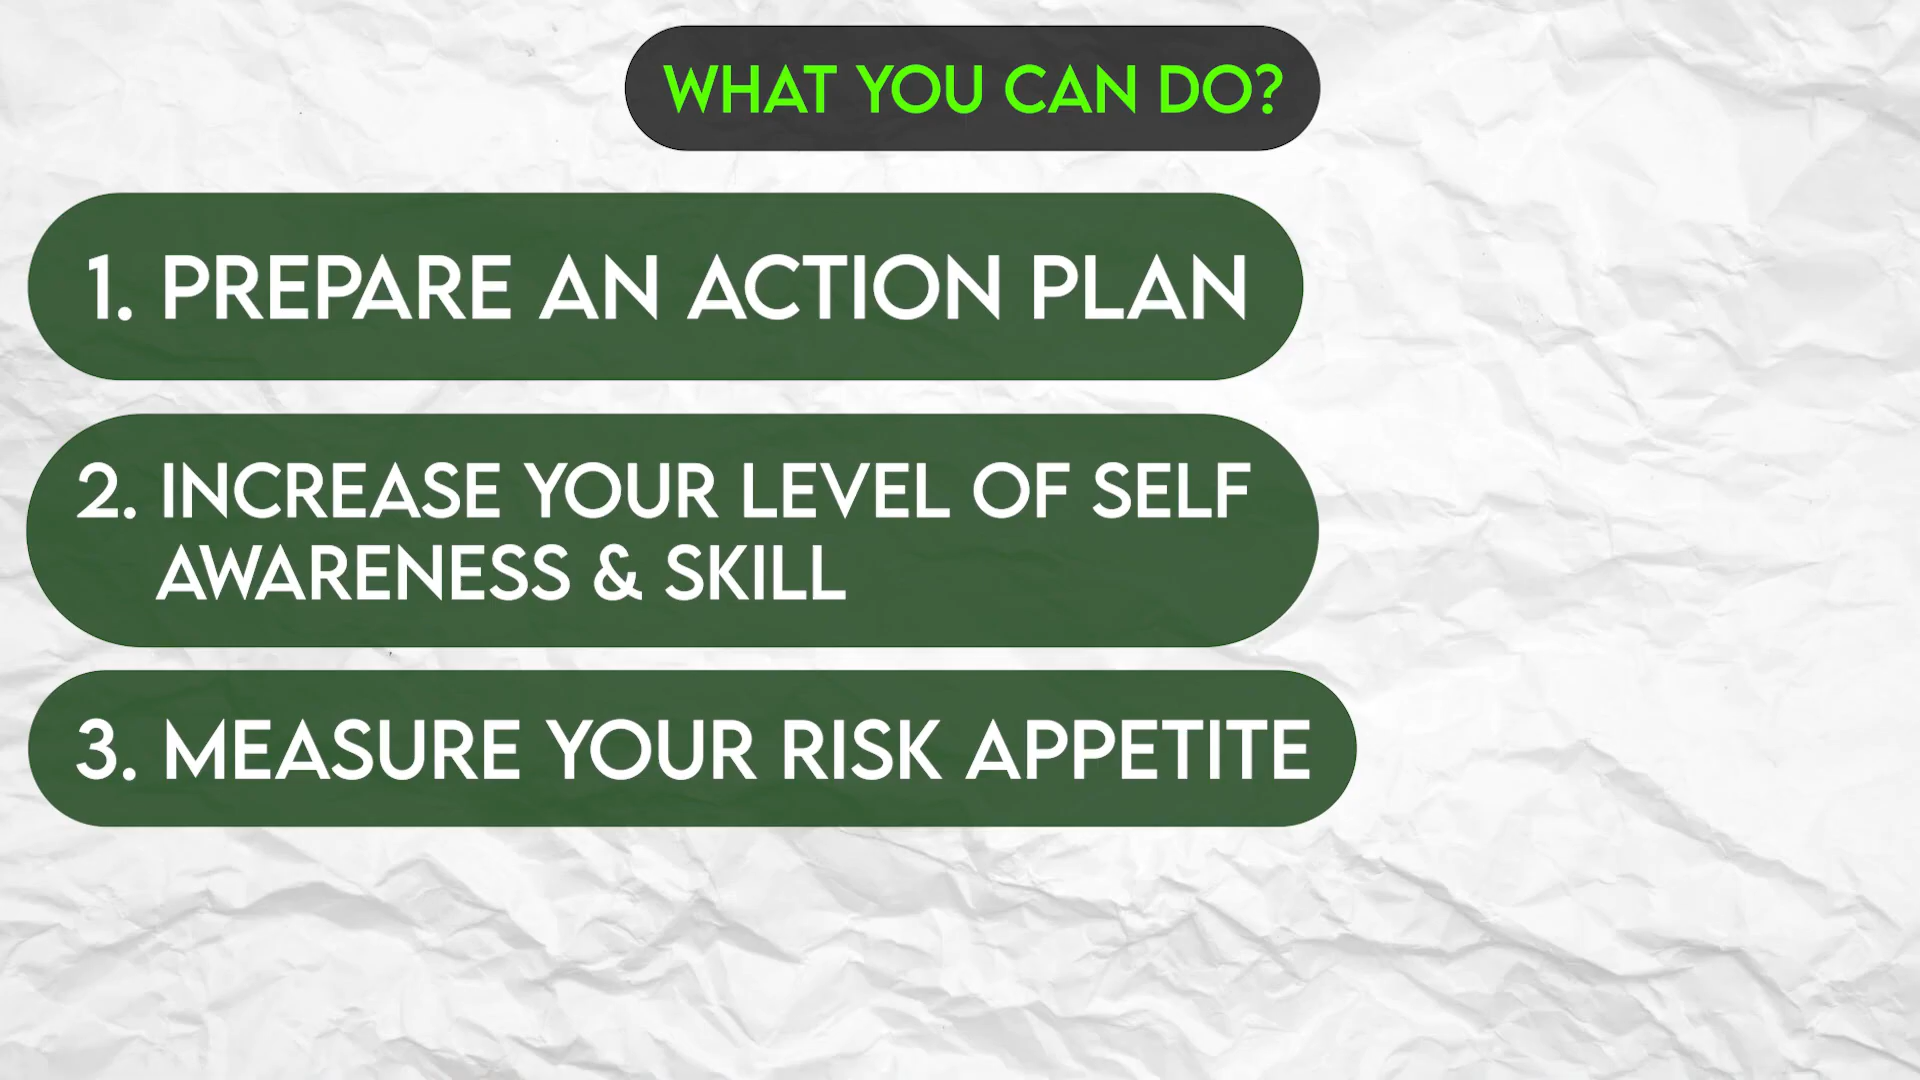 WHAT YOU CAN DO?
1. PREPARE AN ACTION PLAN
2. INCREASE YOUR LEVEL OF SELF
AWARENESS & SKILL
3. MEASURE YOUR RISK APPETITE